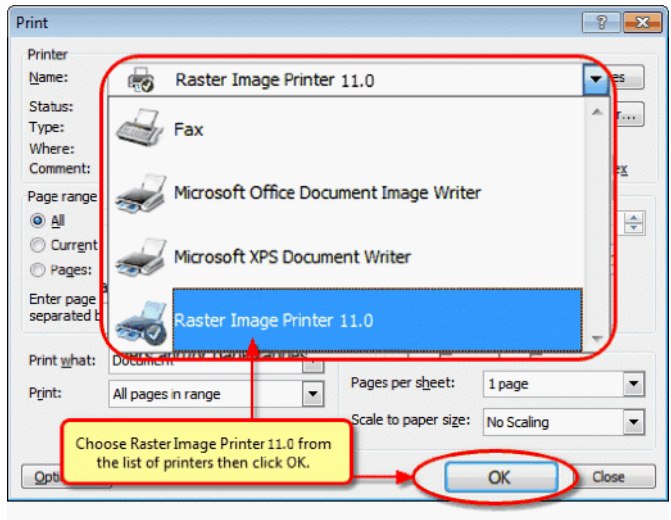 Print
Printer
Name:
Raster Image Printer 11.0
Status:
Fax
Type:
Where:
Comment:
Microsoft Office Document Image Writer
Page range
All
Microsoft XPS Document Writer
Pages:
Enter page
separated b
Raster Image Printer 11.0
Print what:
Document
Print:
All pages in range
Pages per sheet:
1 page
Scale to paper size:
No Scaling
Choose Raster Image Printer 11.0 from
the list of printers then click OK.
Opti
OK
Close